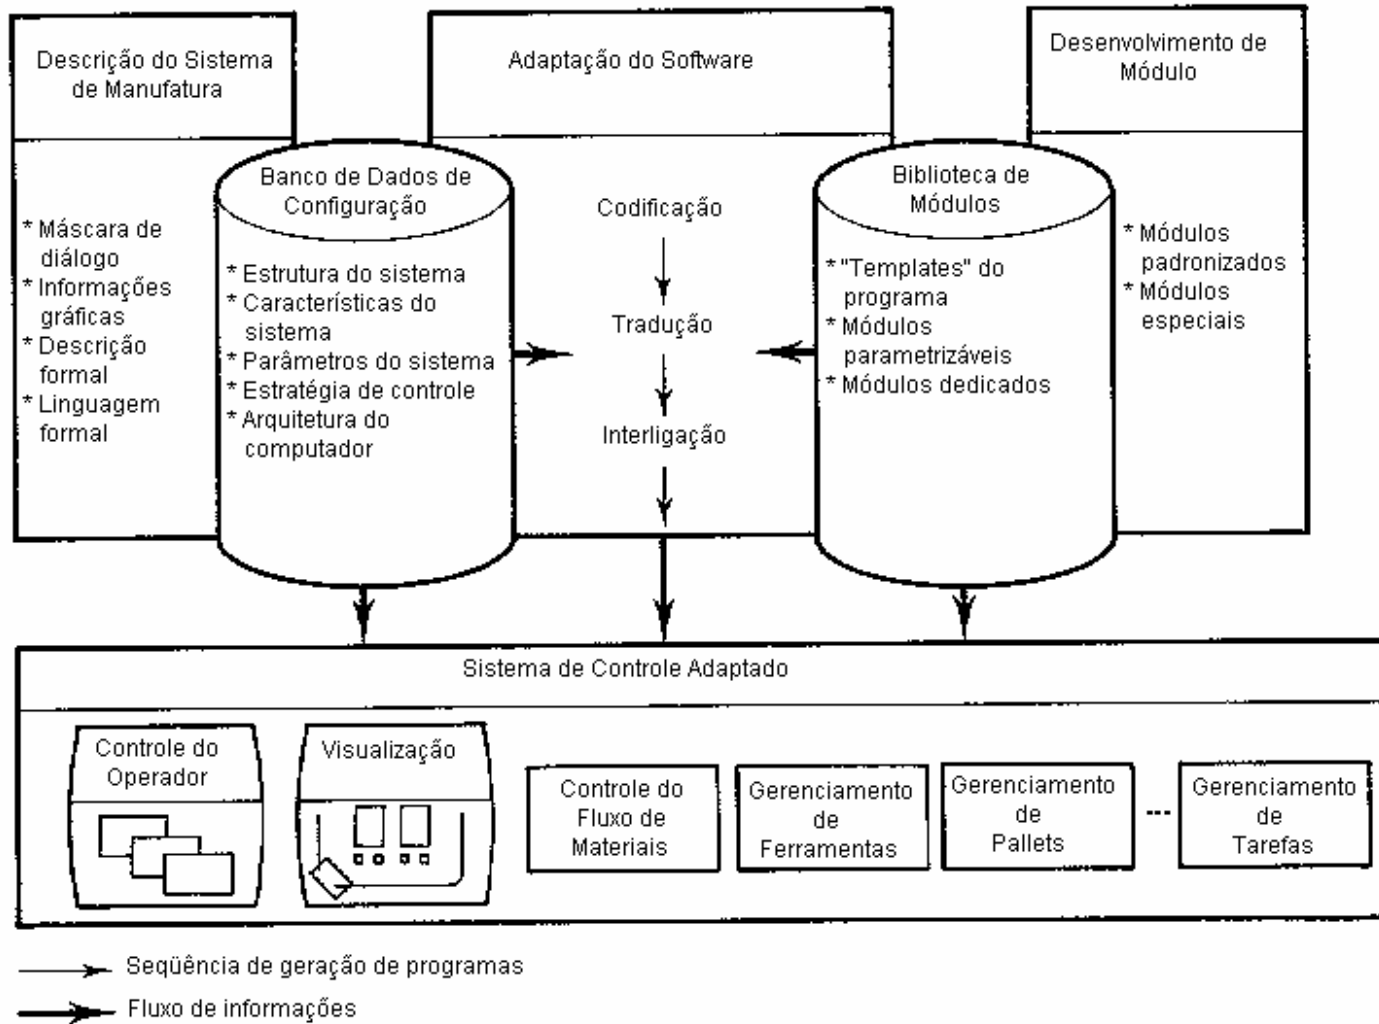 Descrição do Sistema
de Manufatura
Adaptação do Software
Desenvolvimento de
Módulo
* Máscara de
diálogo
* Informações
gráficas
* Descrição
formal
* Linguagem
formal
Banco de Dados de
Configuração
* Estrutura do sistema
* Características do
sistema
* Parâmetros do sistema
* Estratégia de controle
* Arquitetura do
computador
Codificação
Tradução
Interligação
Biblioteca de
Módulos
* "Templates" do
programa
* Módulos
parametrizáveis
* Módulos dedicados
* Módulos
padronizados
* Módulos
especiais
Sistema de Controle Adaptado
Controle do
Operador
Visualização
Controle do
Fluxo de
Materiais
Gerenciamento
de
Ferramentas
Gerenciamento
de
Pallets
---
Gerenciamento
de
Tarefas
Seqüência de geração de programas
Fluxo de informações